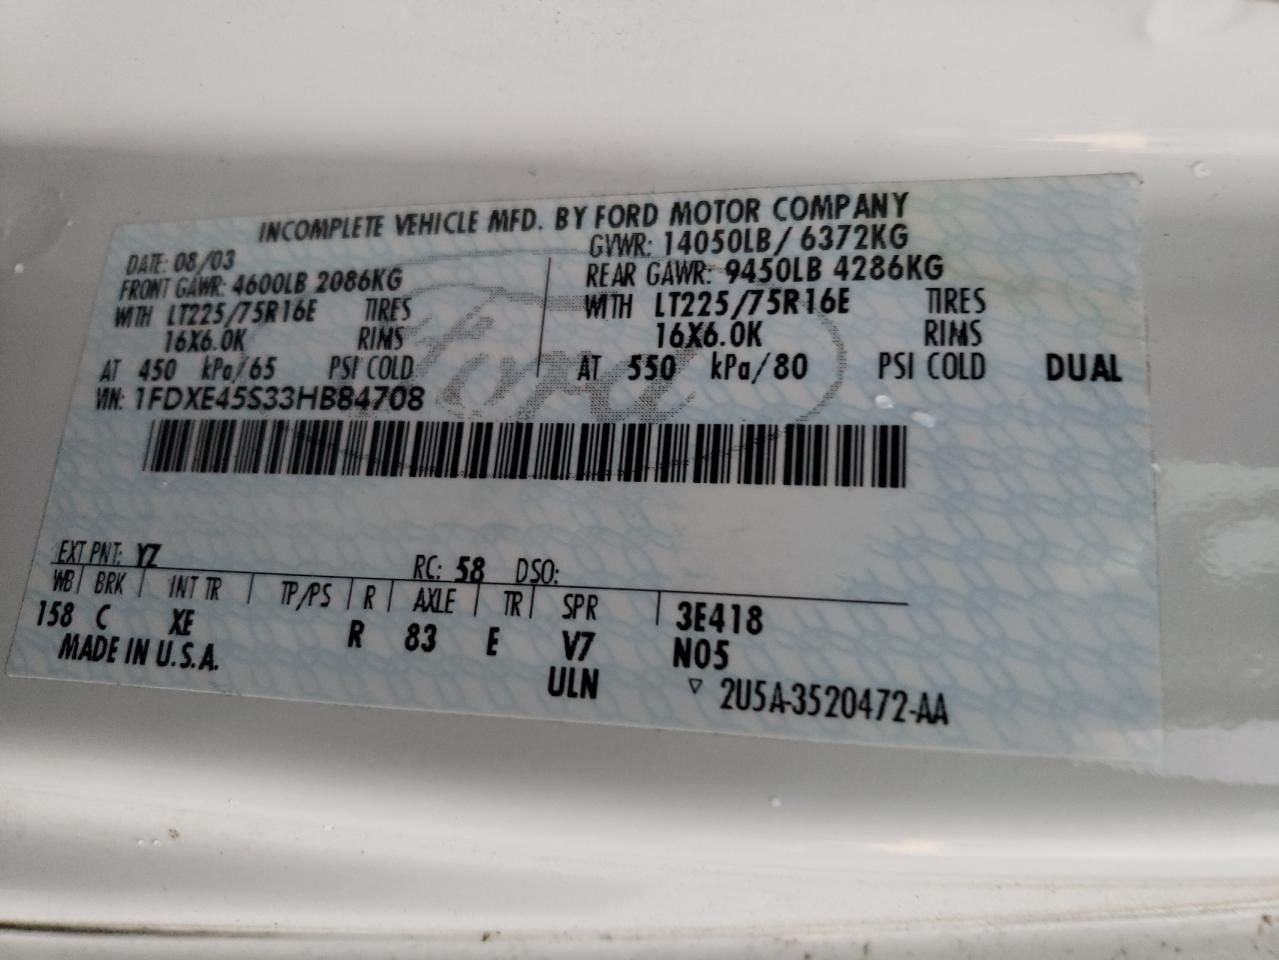 INCOMPLETE VEHICLE MFD. BY FORD MOTOR COMPANY
DATE: 08/03 GVWR: 14050LB/ 6372KG
FRONT GAWR: 4600LB 2086KG REAR GAWR: 9450LB 4286KG
WITH LT225/75R16E TIRES WITH LT225/75R16E TIRES
16X6.0K RIMS 16X6.0K RIMS
AT 450 kPa/65 PSI COLD AT 550 kPa/80 PSI COLD DUAL
VIN: 1FDXE45S33HB84708
Ford
EXT PNT: YZ RC: 58 DSO:
WB BRK INT TR TP/PS R AXLE TR SPR 3E418
158 C XE R 83 E V7 N05
MADE IN U.S.A. ULN ▽ 2U5A-3520472-AA